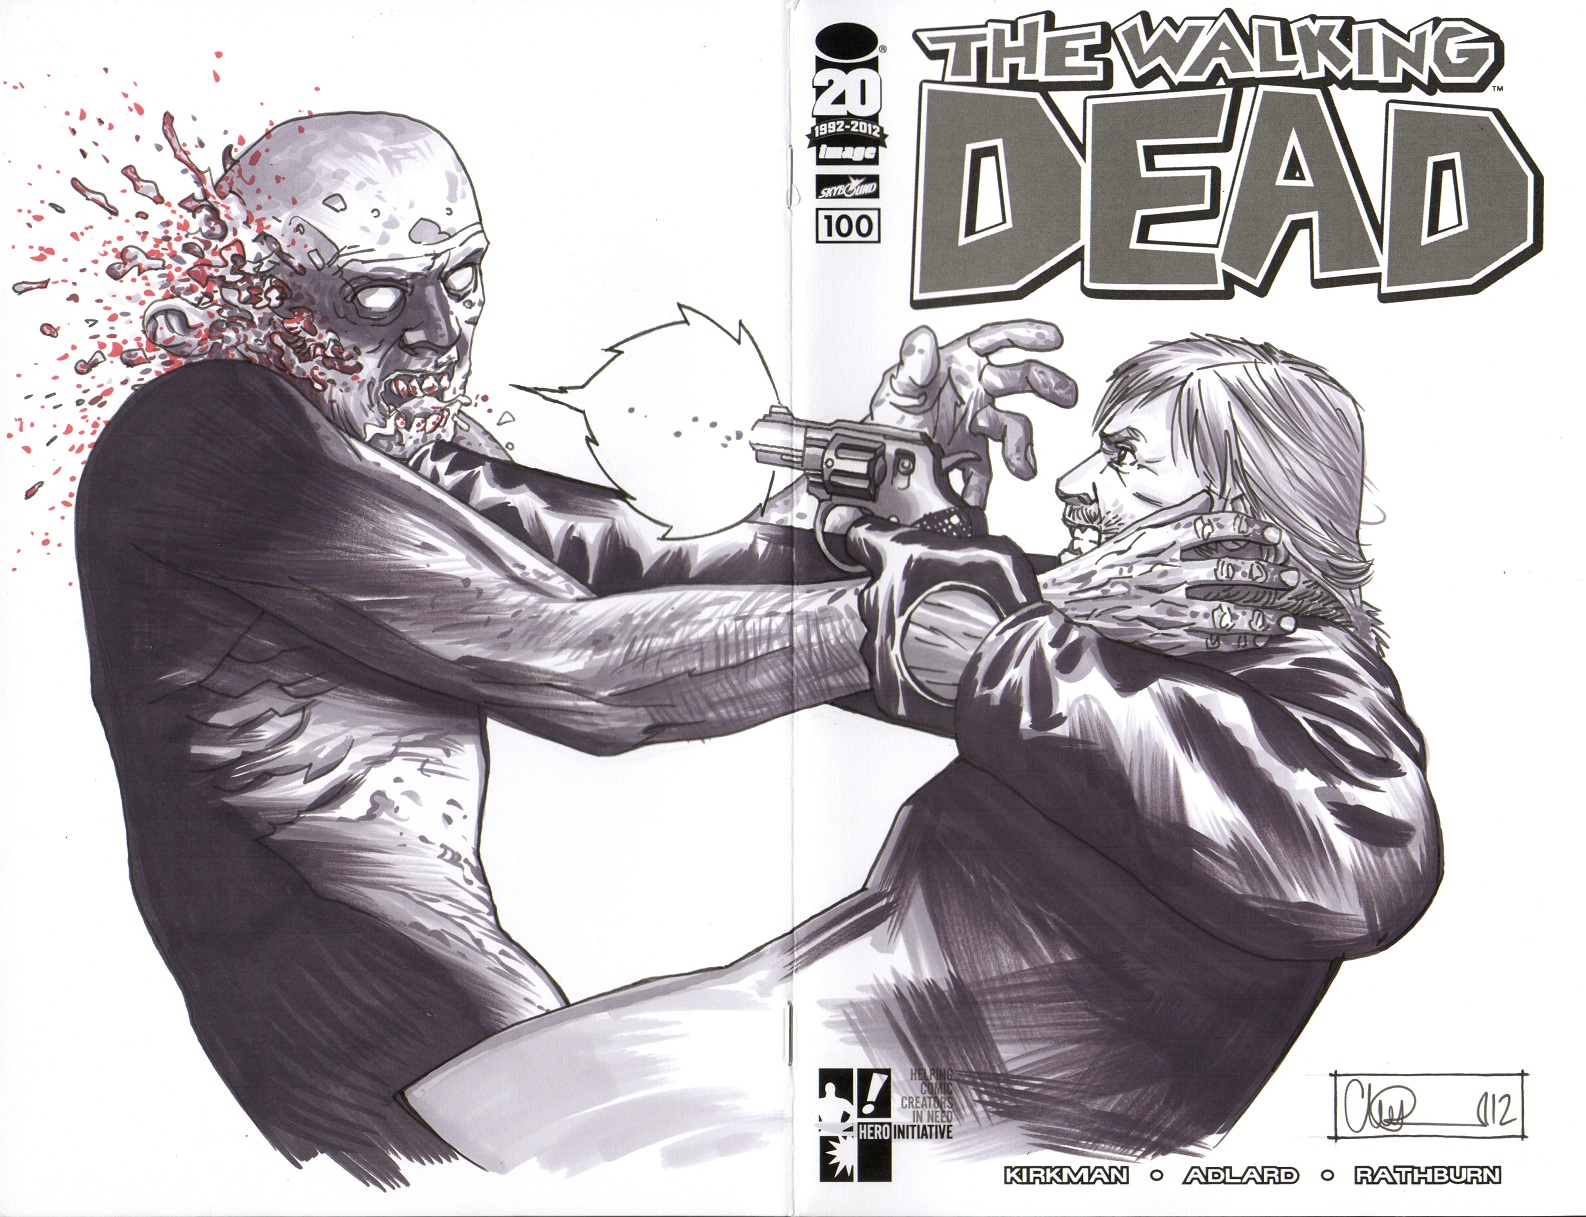 THE WALKING
DEAD
TM
®
20
1992-2012
image
SKYBOUND
100
HELPING
COMIC
CREATORS
IN NEED
HERO INITIATIVE
KIRKMAN • ADLARD • RATHBURN